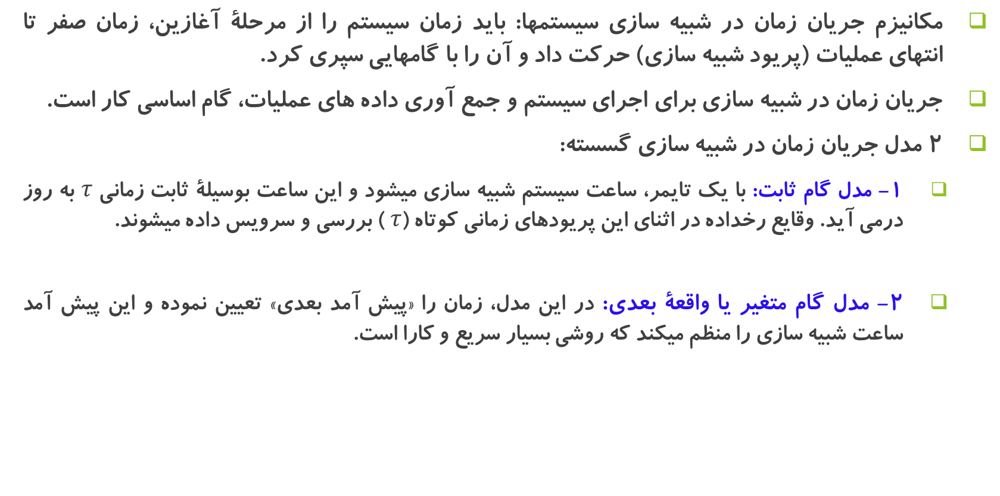 مکانیزم جریان زمان در شبیه سازی سیستمها: باید زمان سیستم را از مرحلهٔ آغازین، زمان صفر تا
انتهای عملیات (پریود شبیه سازی) حرکت داد و آن را با گامهایی سپری کرد.
جریان زمان در شبیه سازی برای اجرای سیستم و جمع آوری داده های عملیات، گام اساسی کار است.
۲ مدل جریان زمان در شبیه سازی گسسته:
۱- مدل گام ثابت: با یک تایمر، ساعت سیستم شبیه سازی میشود و این ساعت بوسیلهٔ ثابت زمانی τ به روز
درمی آید. وقایع رخداده در اثنای این پریودهای زمانی کوتاه (τ ) بررسی و سرویس داده میشوند.
۲- مدل گام متغیر یا واقعهٔ بعدی: در این مدل، زمان را «پیش آمد بعدی» تعیین نموده و این پیش آمد
ساعت شبیه سازی را منظم میکند که روشی بسیار سریع و کارا است.